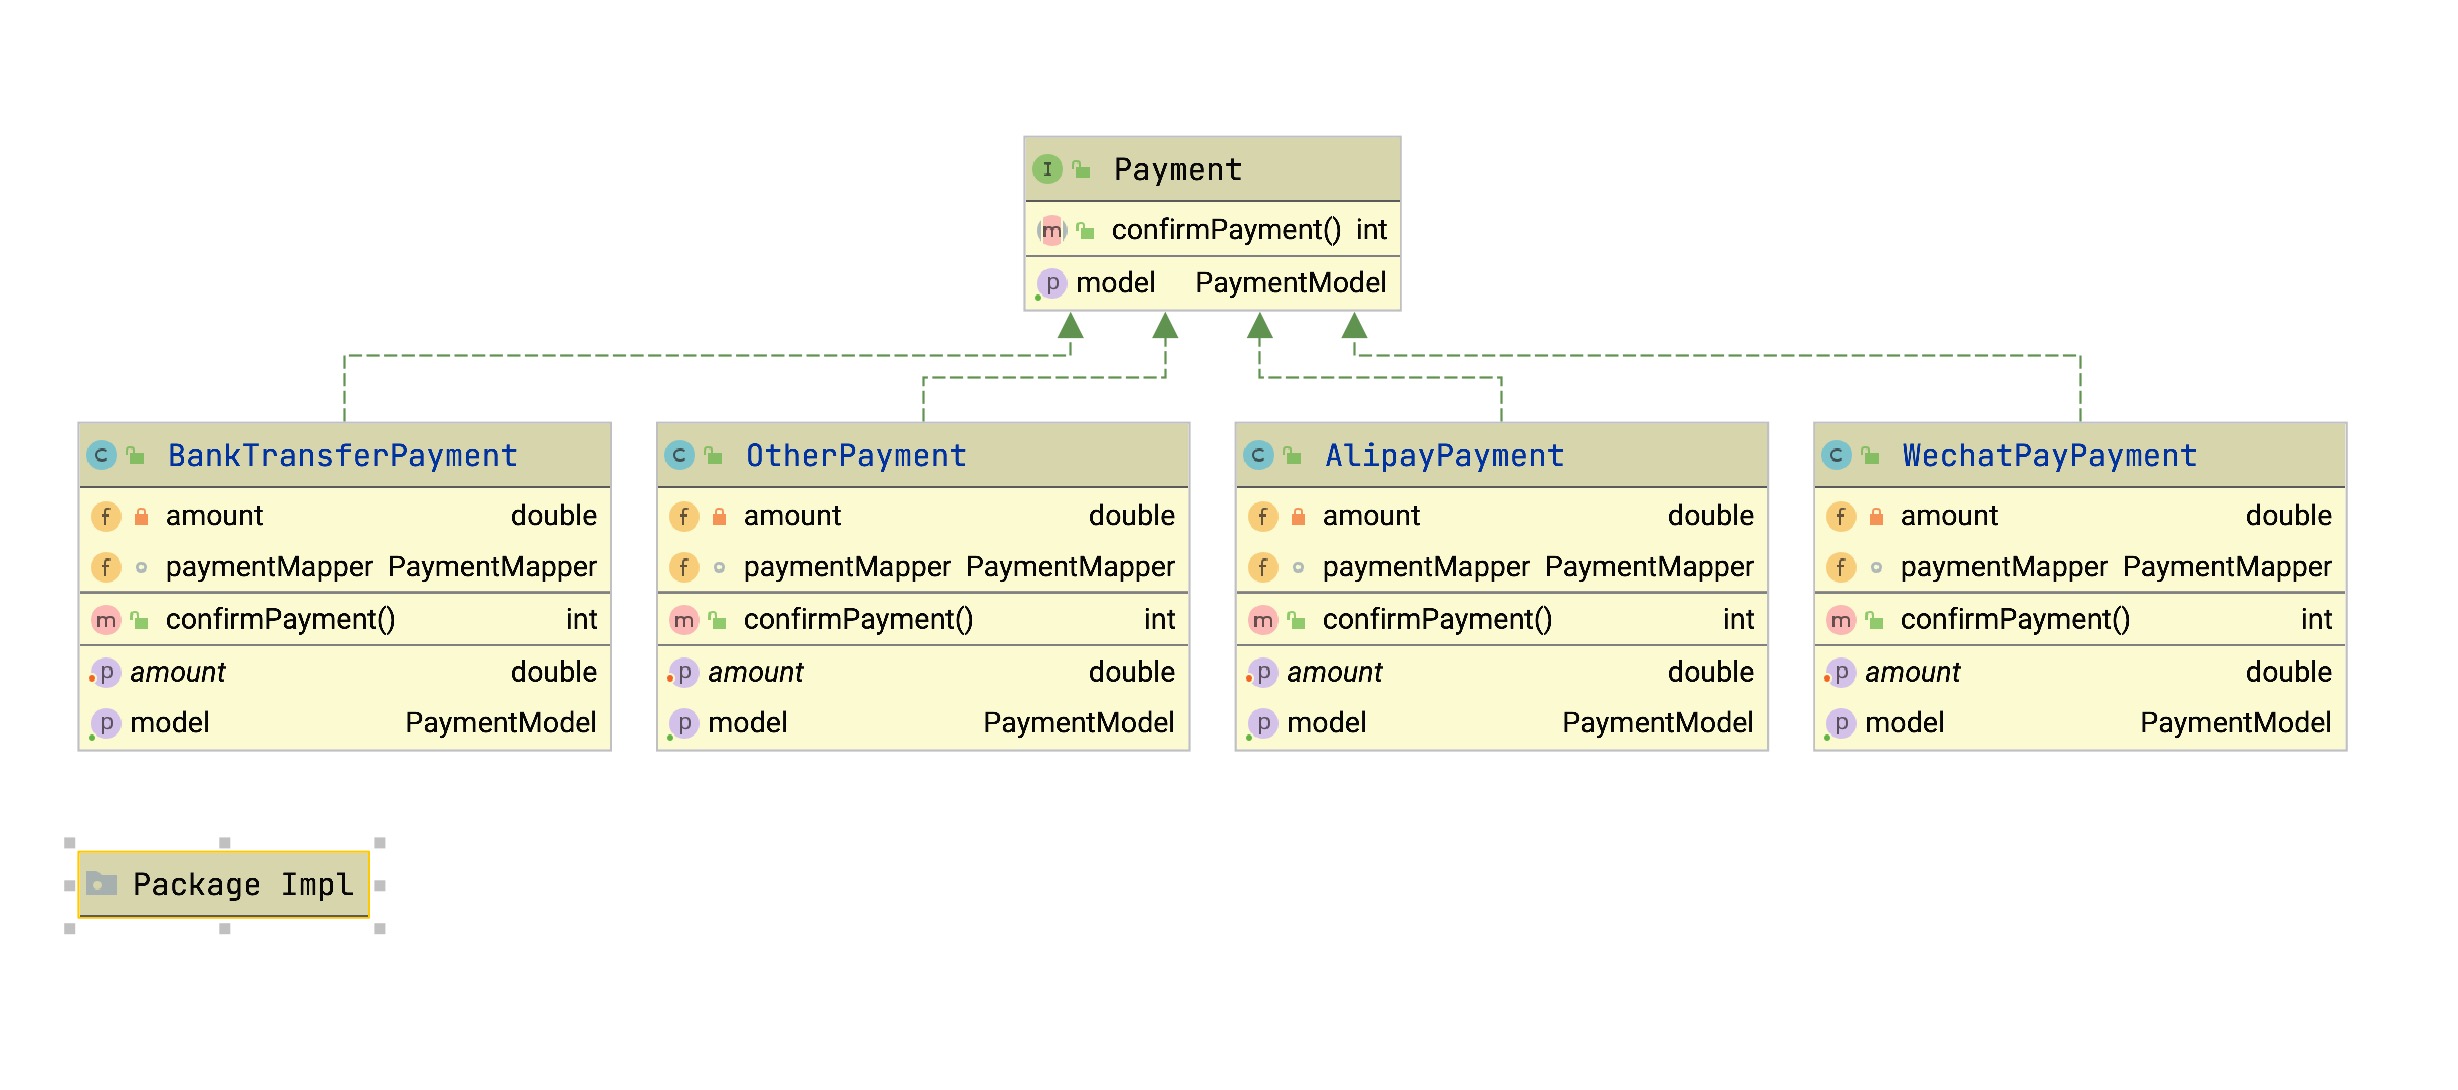 Payment
confirmPayment() int
model PaymentModel
BankTransferPayment
amount double
paymentMapper PaymentMapper
confirmPayment() int
amount double
model PaymentModel
OtherPayment
amount double
paymentMapper PaymentMapper
confirmPayment() int
amount double
model PaymentModel
AlipayPayment
amount double
paymentMapper PaymentMapper
confirmPayment() int
amount double
model PaymentModel
WechatPayPayment
amount double
paymentMapper PaymentMapper
confirmPayment() int
amount double
model PaymentModel
Package Impl